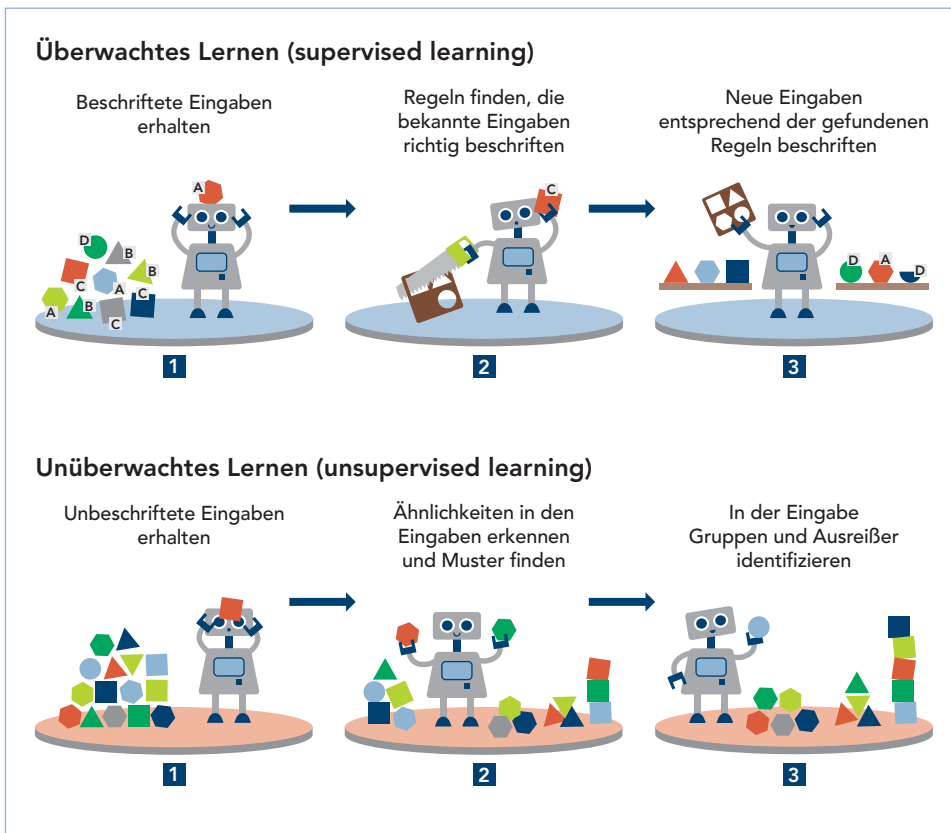 Überwachtes Lernen (supervised learning)
Beschriftete Eingaben
erhalten
Regeln finden, die
bekannte Eingaben
richtig beschriften
Neue Eingaben
entsprechend der gefundenen
Regeln beschriften
A
D
B
B
C
A
C
A
B
C
C
D
A
D
1
2
3
Unüberwachtes Lernen (unsupervised learning)
Unbeschriftete Eingaben
erhalten
Ähnlichkeiten in den
Eingaben erkennen
und Muster finden
In der Eingabe
Gruppen und Ausreißer
identifizieren
1
2
3